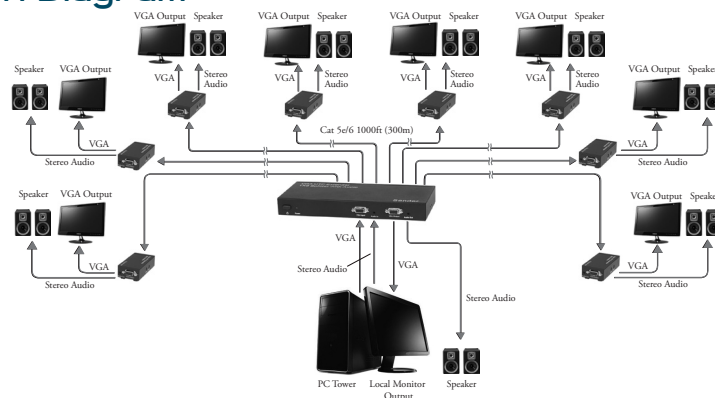 Diagram
VGA Output Speaker
VGA Output Speaker
VGA Output Speaker
VGA Output Speaker
Speaker VGA Output
VGA Output Speaker
VGA
Stereo
Audio
VGA
Stereo
Audio
VGA
Stereo
Audio
VGA
Stereo
Audio
Cat 5e/6 1000ft (300m)
VGA
Stereo Audio
VGA
Stereo Audio
Speaker VGA Output
VGA Output Speaker
VGA
Stereo Audio
VGA
Stereo Audio
VGA
Stereo Audio
VGA
Stereo Audio
PC Tower
Local Monitor
Output
Speaker